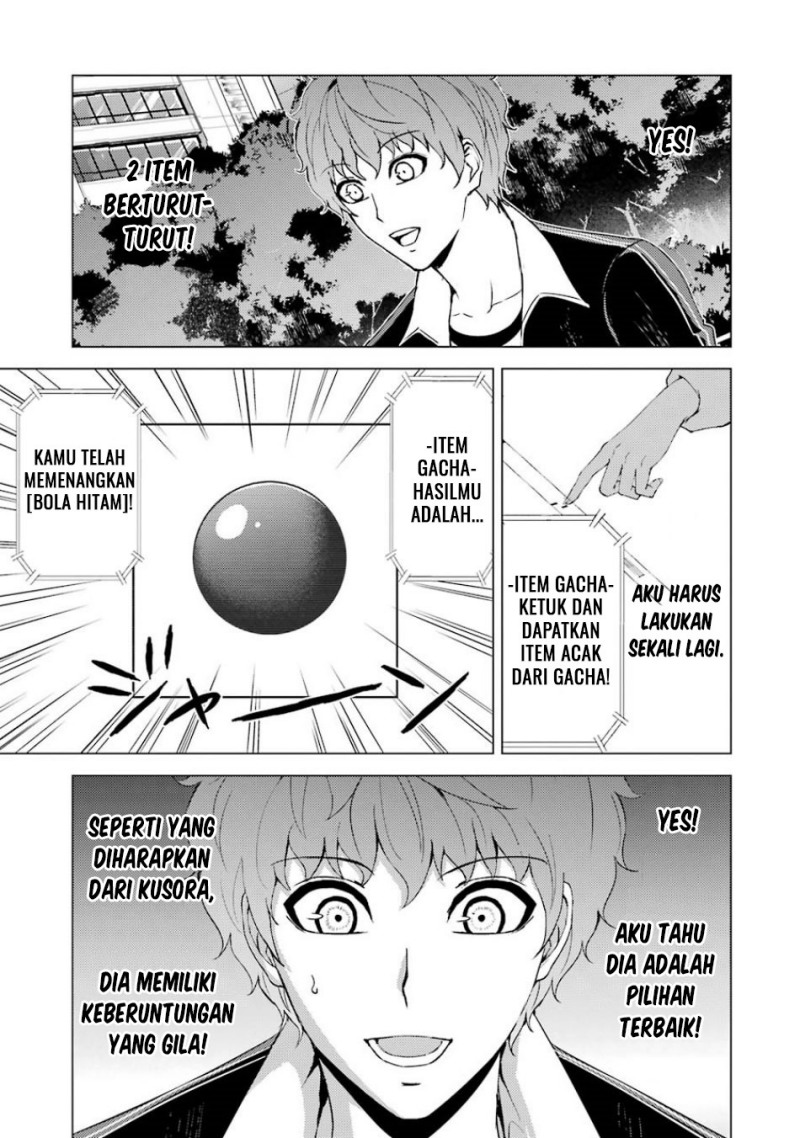 YES!
2 ITEM
BERTURUT-
TURUT!
AKU HARUS
LAKUKAN
SEKALI LAGI.
-ITEM GACHA-
KETUK DAN
DAPATKAN
ITEM ACAK
DARI GACHA!
-ITEM
GACHA-
HASILMU
ADALAH...
KAMU TELAH
MEMENANGKAN
[BOLA HITAM]!
ジャーン
YES!
AKU TAHU
DIA ADALAH
PILIHAN
TERBAIK!
SEPERTI YANG
DIHARAPKAN
DARI KUSORA,
DIA MEMILIKI
KEBERUNTUNGAN
YANG GILA!